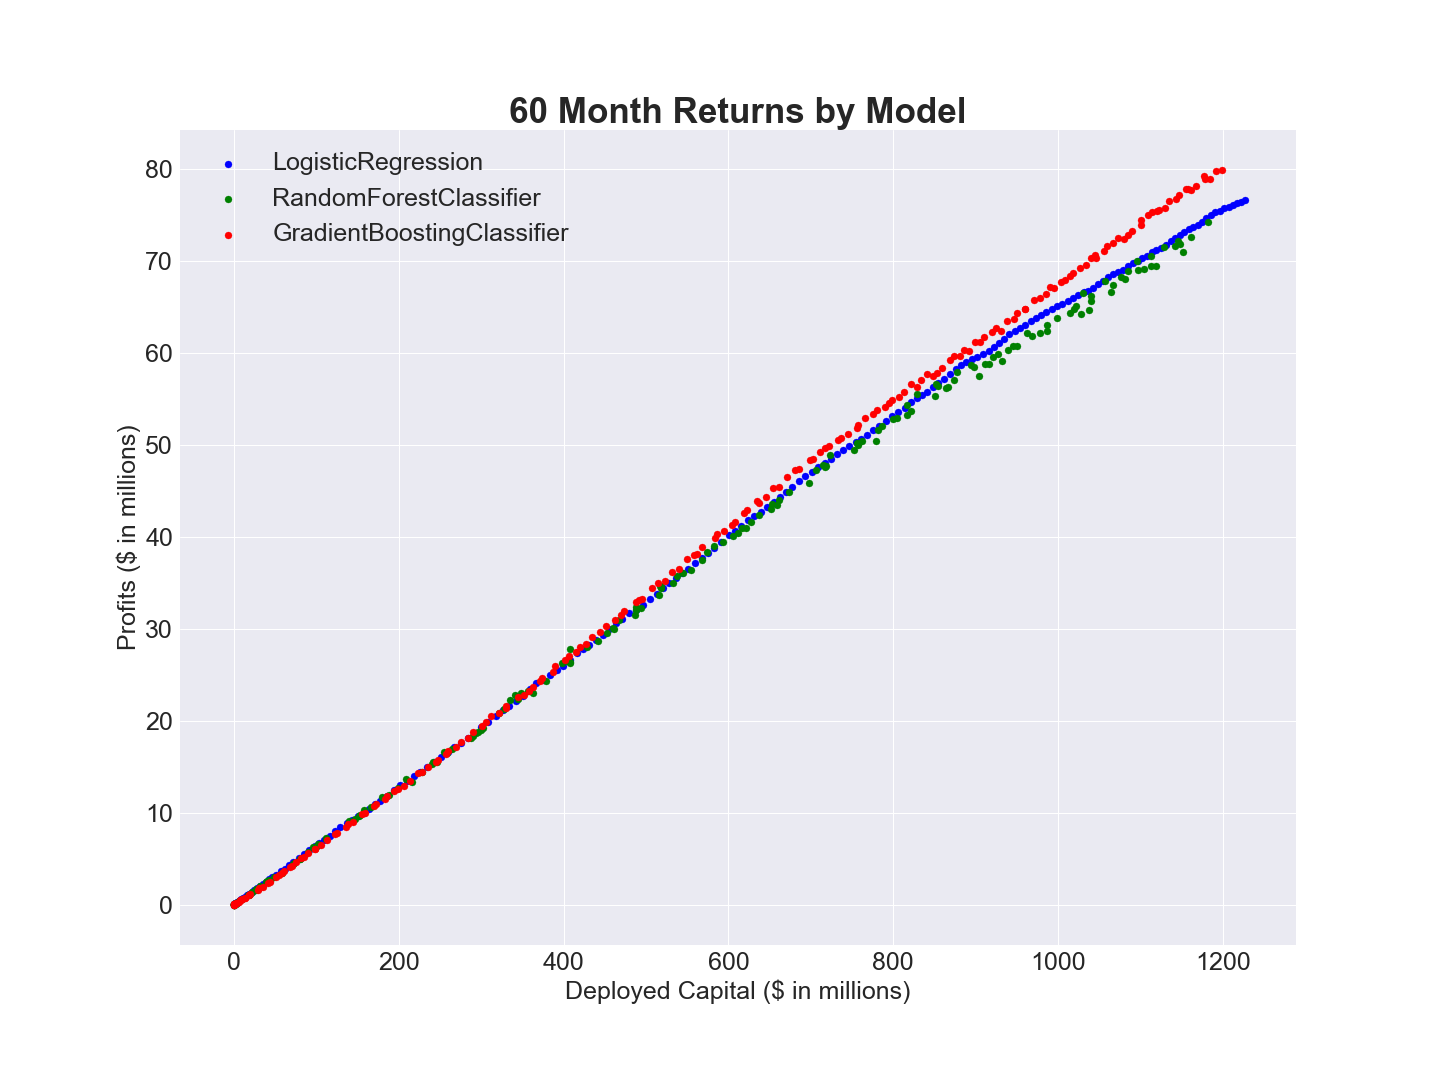 60 Month Returns by Model
LogisticRegression
RandomForestClassifier
GradientBoostingClassifier
80
70
60
50
40
30
20
10
0
Profits ($ in millions)
0 200 400 600 800 1000 1200
Deployed Capital ($ in millions)